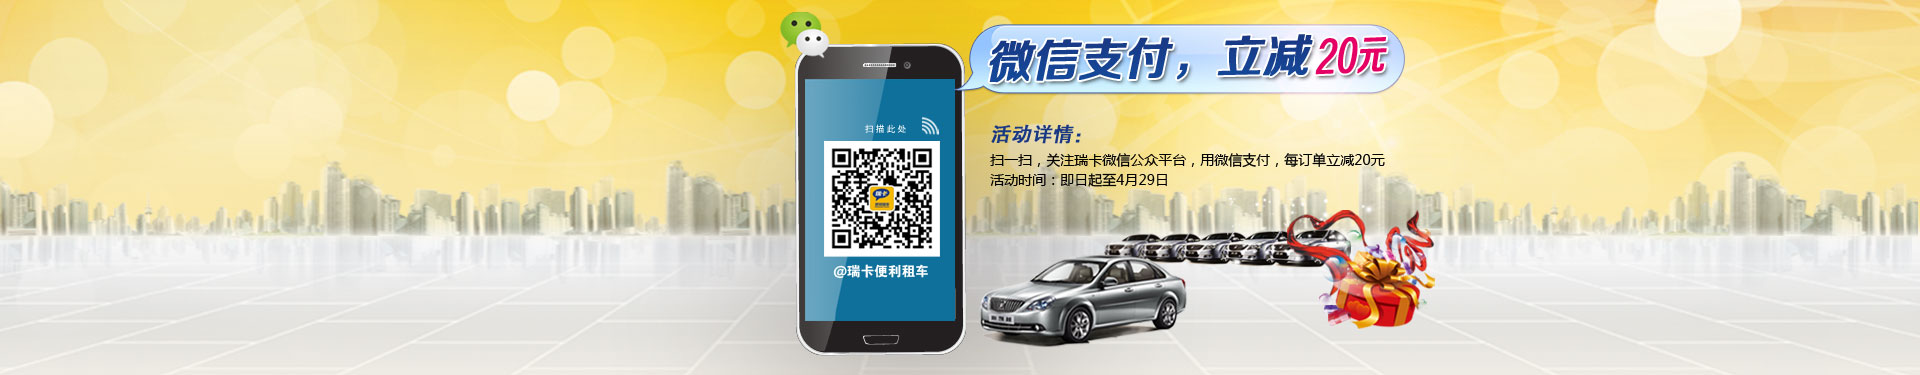 微信支付，立减20元
扫描此处
瑞卡
@瑞卡便利租车
活动详情：
扫一扫，关注瑞卡微信公众平台，用微信支付，每订单立减20元
活动时间：即日起至4月29日